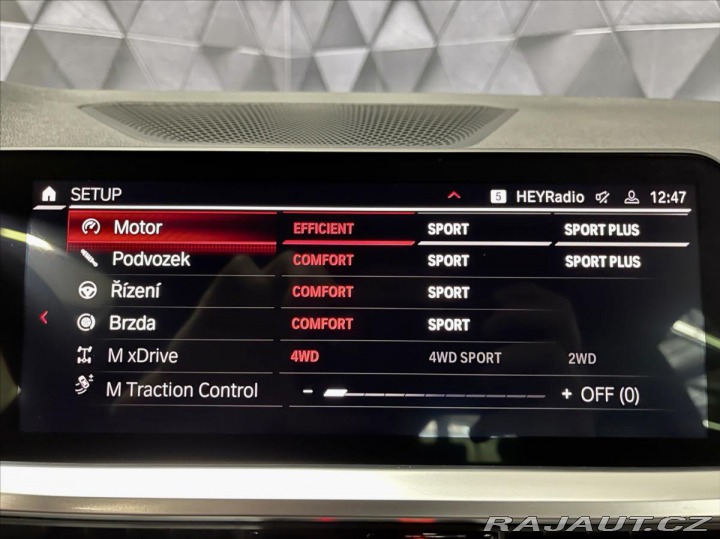 SETUP 5 HEYRadio 12:47
Motor EFFICIENT SPORT SPORT PLUS
Podvozek COMFORT SPORT SPORT PLUS
Řízení COMFORT SPORT
Brzda COMFORT SPORT
M xDrive 4WD 4WD SPORT 2WD
M Traction Control - + OFF (0)
RAJAUT.CZ